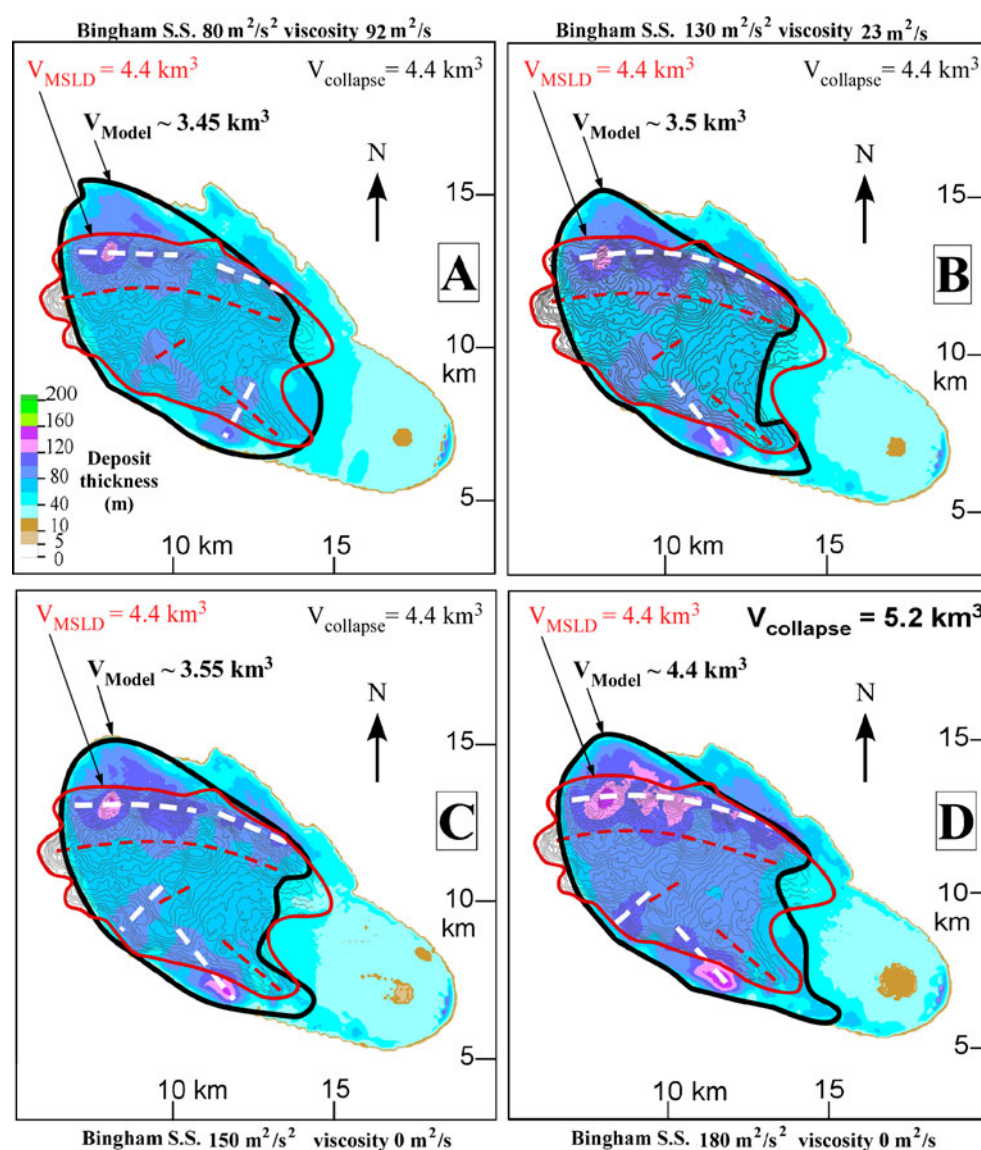 Bingham S.S. 80 m²/s² viscosity 92 m²/s
V_MSLD = 4.4 km³
V_collapse = 4.4 km³
V_Model ~ 3.45 km³
N
15
A
10
km
200
160
120
80
40
10
5
0
Deposit
thickness
(m)
5
10 km
15
Bingham S.S. 130 m²/s² viscosity 23 m²/s
V_MSLD = 4.4 km³
V_collapse = 4.4 km³
V_Model ~ 3.5 km³
N
15
B
10
km
5
10 km
15
V_MSLD = 4.4 km³
V_collapse = 4.4 km³
V_Model ~ 3.55 km³
N
15
C
10
km
5
10 km
15
Bingham S.S. 150 m²/s² viscosity 0 m²/s
V_MSLD = 4.4 km³
V_collapse = 5.2 km³
V_Model ~ 4.4 km³
N
15
D
10
km
5
10 km
15
Bingham S.S. 180 m²/s² viscosity 0 m²/s